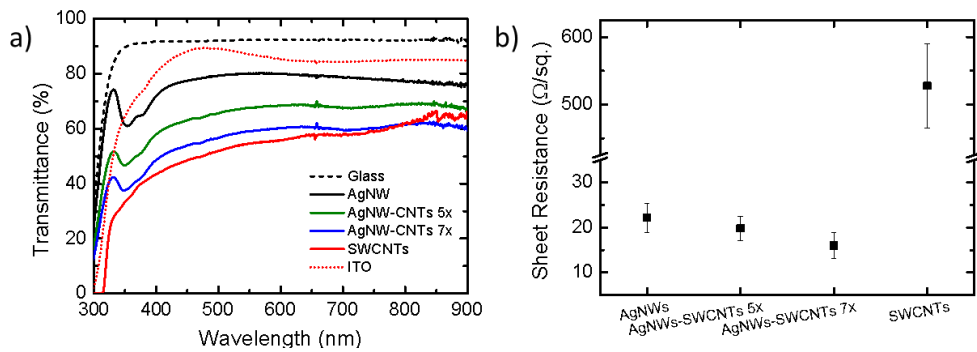 a)
Transmittance (%)
100
80
60
40
20
0
Glass
AgNW
AgNW-CNTs 5x
AgNW-CNTs 7x
SWCNTs
ITO
300 400 500 600 700 800 900
Wavelength (nm)
b)
Sheet Resistance (Ω/sq.)
600
500
30
20
10
AgNWs
AgNWs-SWCNTs 5x
AgNWs-SWCNTs 7x
SWCNTs